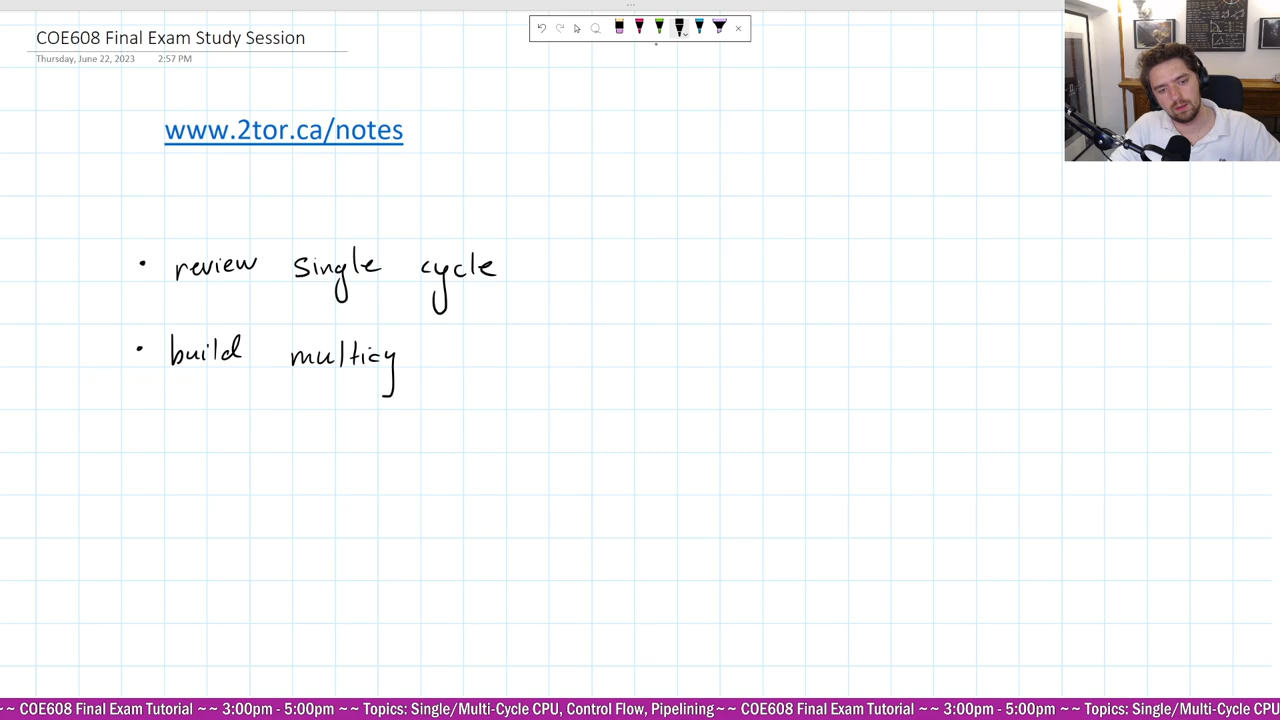 COE608 Final Exam Study Session
Thursday, June 22, 2023 2:57 PM
www.2tor.ca/notes
• review single cycle
• build multicy
~ ~ COE608 Final Exam Tutorial ~ ~ 3:00pm - 5:00pm ~ ~ Topics: Single/Multi-Cycle CPU, Control Flow, Pipelining ~ ~ COE608 Final Exam Tutorial ~ ~ 3:00pm - 5:00pm ~ ~ Topics: Single/Multi-Cycle CPU